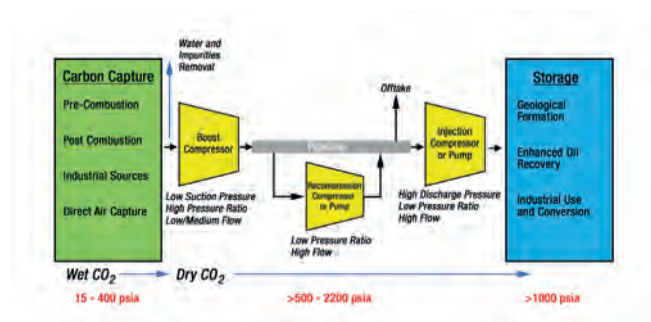 Water and
Impurities
Removal
Carbon Capture
Pre-Combustion
Post Combustion
Industrial Sources
Direct Air Capture
Boost
Compressor
Low Suction Pressure
High Pressure Ratio
Low/Medium Flow
Pipeline
Offtake
Recompression
Compressor
or Pump
Low Pressure Ratio
High Flow
Injection
Compressor
or Pump
High Discharge Pressure
Low Pressure Ratio
High Flow
Storage
Geological
Formation
Enhanced Oil
Recovery
Industrial Use
and Conversion
Wet CO₂
Dry CO₂
15 - 400 psia
>500 - 2200 psia
>1000 psia